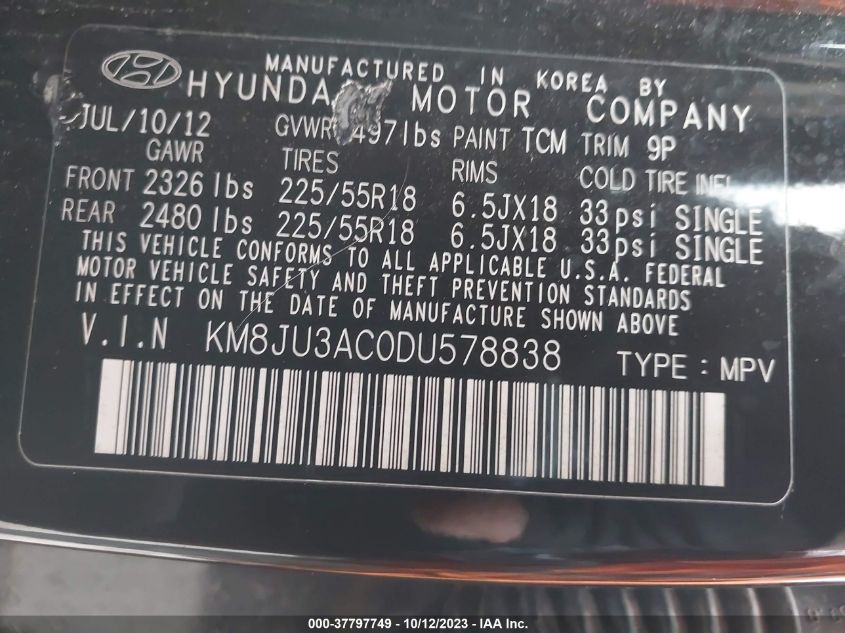 MANUFACTURED IN KOREA BY
HYUNDA MOTOR COMPANY
JUL/10/12 GVWR 4971bs PAINT TCM TRIM 9P
GAWR TIRES RIMS COLD TIRE INFL
FRONT 2326 lbs 225/55R18 6.5JX18 33psi SINGLE
REAR 2480 lbs 225/55R18 6.5JX18 33psi SINGLE
THIS VEHICLE CONFORMS TO ALL APPLICABLE U.S.A. FEDERAL
MOTOR VEHICLE SAFETY AND THEFT PREVENTION STANDARDS
IN EFFECT ON THE DATE OF MANUFACTURE SHOWN ABOVE
V.I.N KM8JU3AC0DU578838 TYPE : MPV
000-37797749 - 10/12/2023 - IAA Inc.